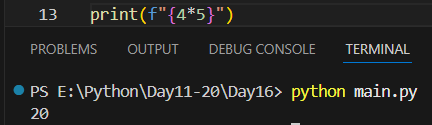 13 print(f"{4*5}")
PROBLEMS OUTPUT DEBUG CONSOLE TERMINAL
PS E:\Python\Day11-20\Day16> python main.py
20